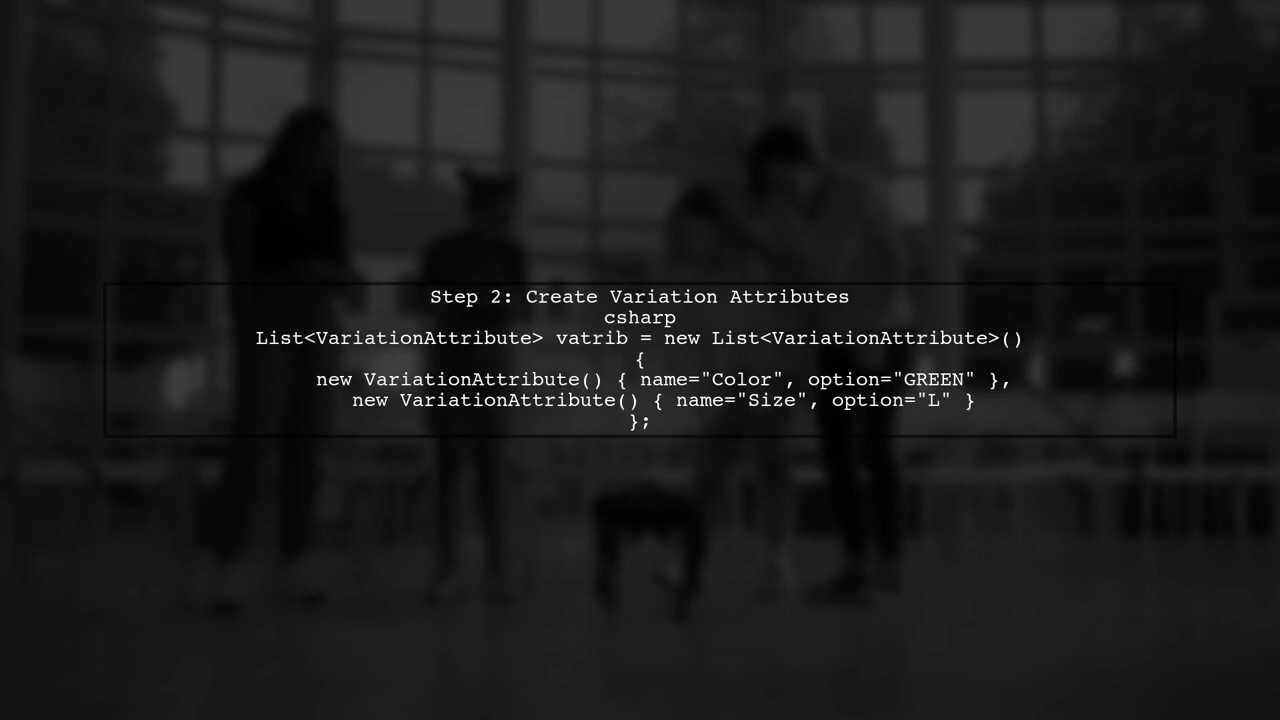 Step 2: Create Variation Attributes
csharp
List<VariationAttribute> vatrib = new List<VariationAttribute>()
{
new VariationAttribute() { name="Color", option="GREEN" },
new VariationAttribute() { name="Size", option="L" }
};